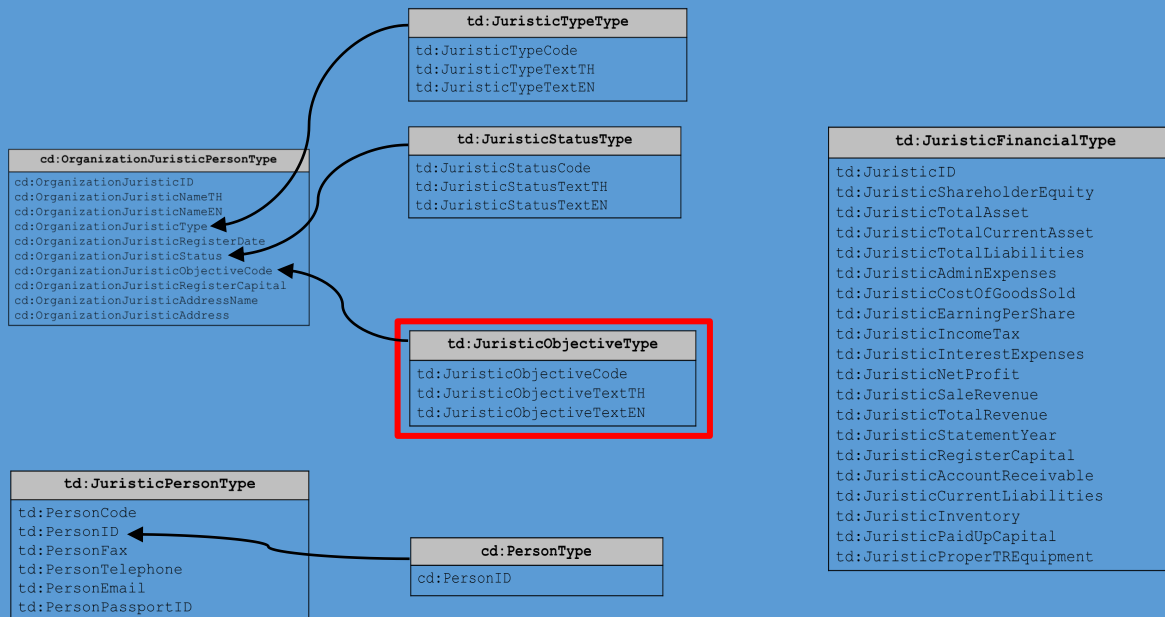 td:JuristicTypeType
td:JuristicTypeCode
td:JuristicTypeTextTH
td:JuristicTypeTextEN
td:JuristicStatusType
td:JuristicStatusCode
td:JuristicStatusTextTH
td:JuristicStatusTextEN
cd:OrganizationJuristicPersonType
cd:OrganizationJuristicID
cd:OrganizationJuristicNameTH
cd:OrganizationJuristicNameEN
cd:OrganizationJuristicType
cd:OrganizationJuristicRegisterDate
cd:OrganizationJuristicStatus
cd:OrganizationJuristicObjectiveCode
cd:OrganizationJuristicRegisterCapital
cd:OrganizationJuristicAddressName
cd:OrganizationJuristicAddress
td:JuristicObjectiveType
td:JuristicObjectiveCode
td:JuristicObjectiveTextTH
td:JuristicObjectiveTextEN
td:JuristicPersonType
td:PersonCode
td:PersonID
td:PersonFax
td:PersonTelephone
td:PersonEmail
td:PersonPassportID
cd:PersonType
cd:PersonID
td:JuristicFinancialType
td:JuristicID
td:JuristicShareholderEquity
td:JuristicTotalAsset
td:JuristicTotalCurrentAsset
td:JuristicTotalLiabilities
td:JuristicAdminExpenses
td:JuristicCostOfGoodsSold
td:JuristicEarningPerShare
td:JuristicIncomeTax
td:JuristicInterestExpenses
td:JuristicNetProfit
td:JuristicSaleRevenue
td:JuristicTotalRevenue
td:JuristicStatementYear
td:JuristicRegisterCapital
td:JuristicAccountReceivable
td:JuristicCurrentLiabilities
td:JuristicInventory
td:JuristicPaidUpCapital
td:JuristicProperTREquipment